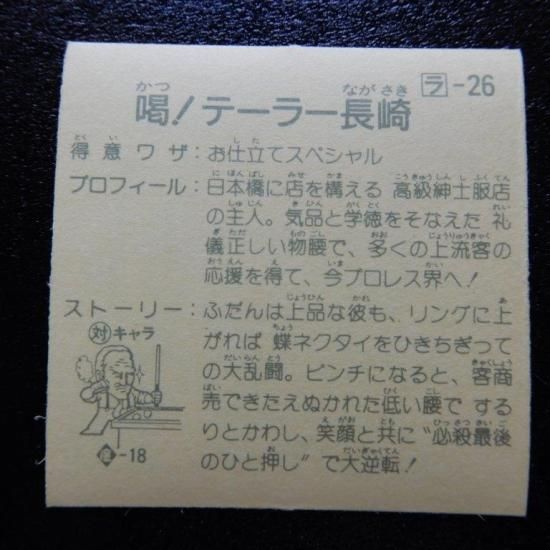 ラ-26
喝!テーラー長崎
得意ワザ:お仕立てスペシャル
プロフィール:日本橋に店を構える 高級紳士服店
の主人。気品と学徳をそなえた 礼
儀正しい物腰で、多くの上流客の
応援を得て、今プロレス界へ!
ストーリー:ふだんは上品な彼も、リングに上
がれば 蝶ネクタイをひきちぎって
の大乱闘。ピンチになると、客商
売できたえぬかれた低い腰で する
りとかわし、笑顔と共に“必殺最後
のひと押し”で大逆転!
対キャラ
-18